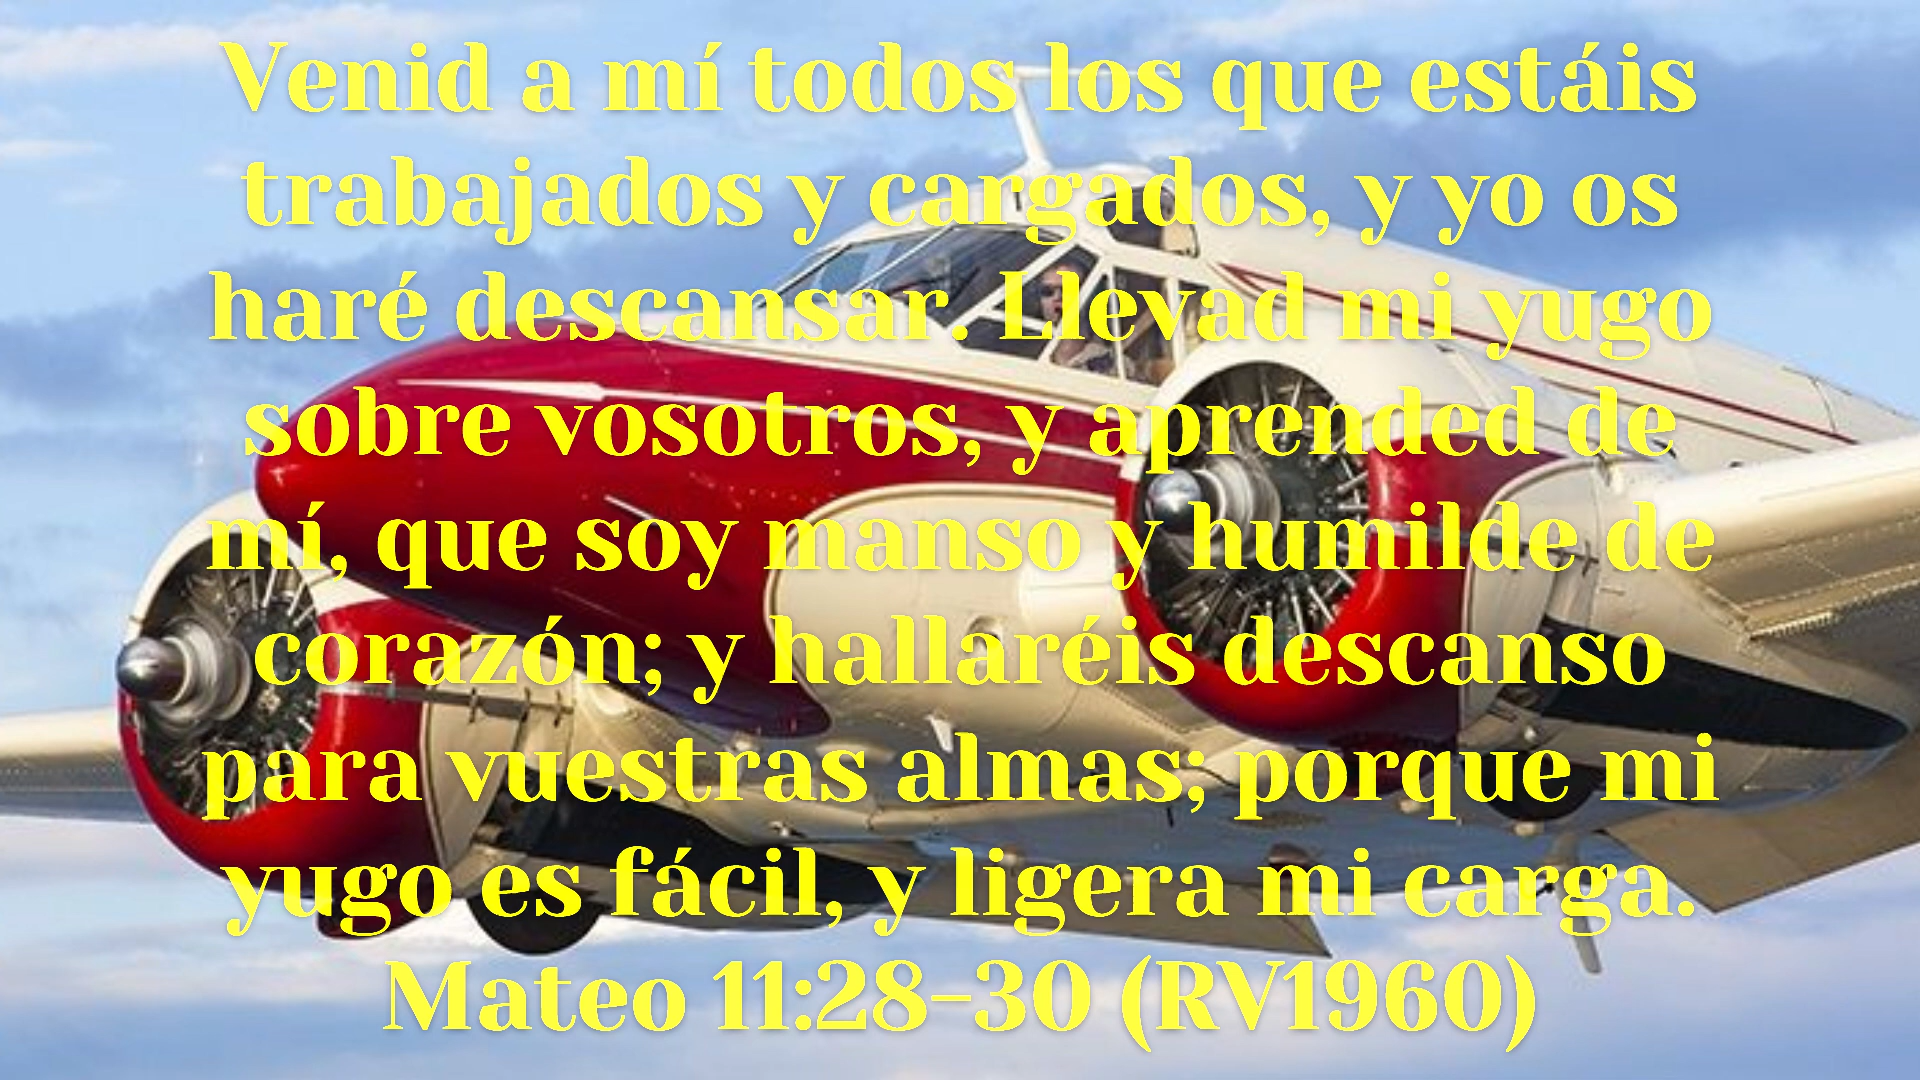 Venid a mí todos los que estáis
trabajados y cargados, y yo os
haré descansar. Llevad mi yugo
sobre vosotros, y aprended de
mí, que soy manso y humilde de
corazón; y hallaréis descanso
para vuestras almas; porque mi
yugo es fácil, y ligera mi carga.
Mateo 11:28-30 (RV1960)